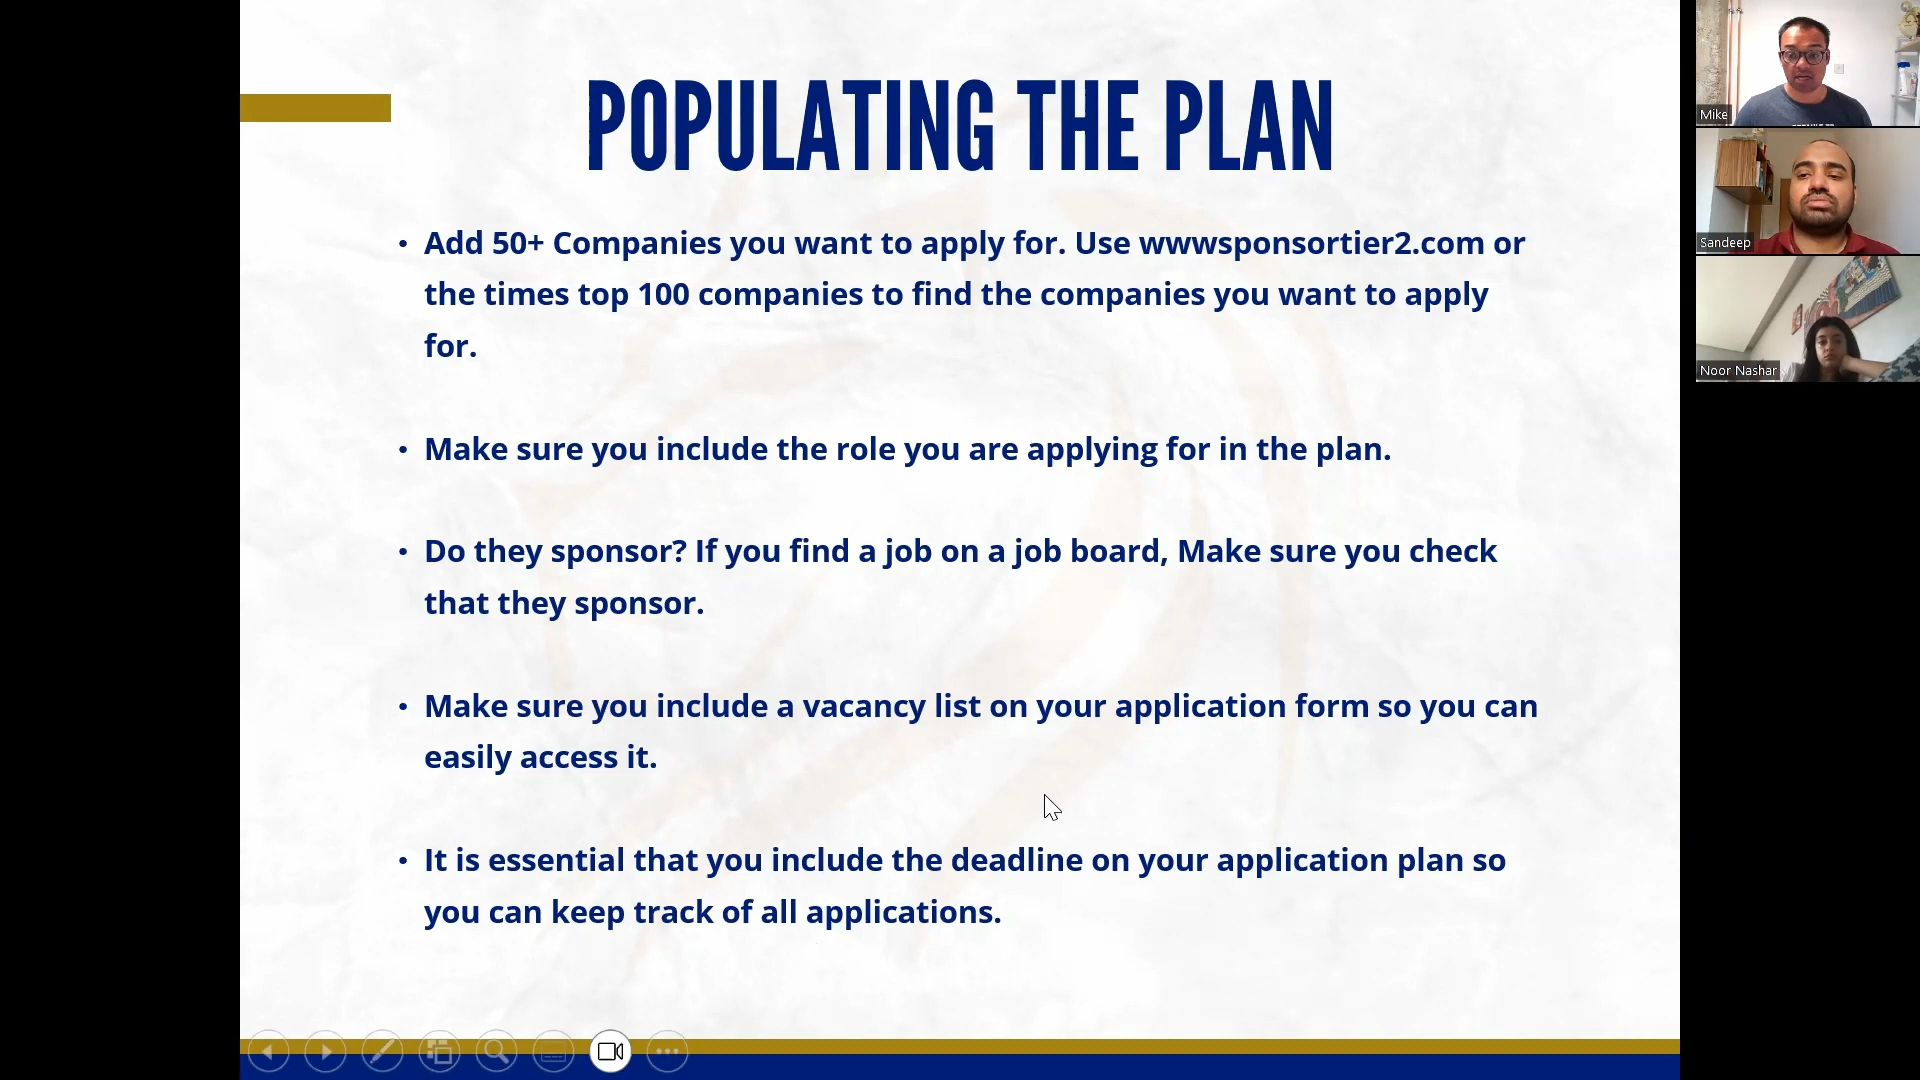 POPULATING THE PLAN
• Add 50+ Companies you want to apply for. Use wwwsponsortier2.com or
the times top 100 companies to find the companies you want to apply
for.
• Make sure you include the role you are applying for in the plan.
• Do they sponsor? If you find a job on a job board, Make sure you check
that they sponsor.
• Make sure you include a vacancy list on your application form so you can
easily access it.
• It is essential that you include the deadline on your application plan so
you can keep track of all applications.
Mike
Sandeep
Noor Nashar